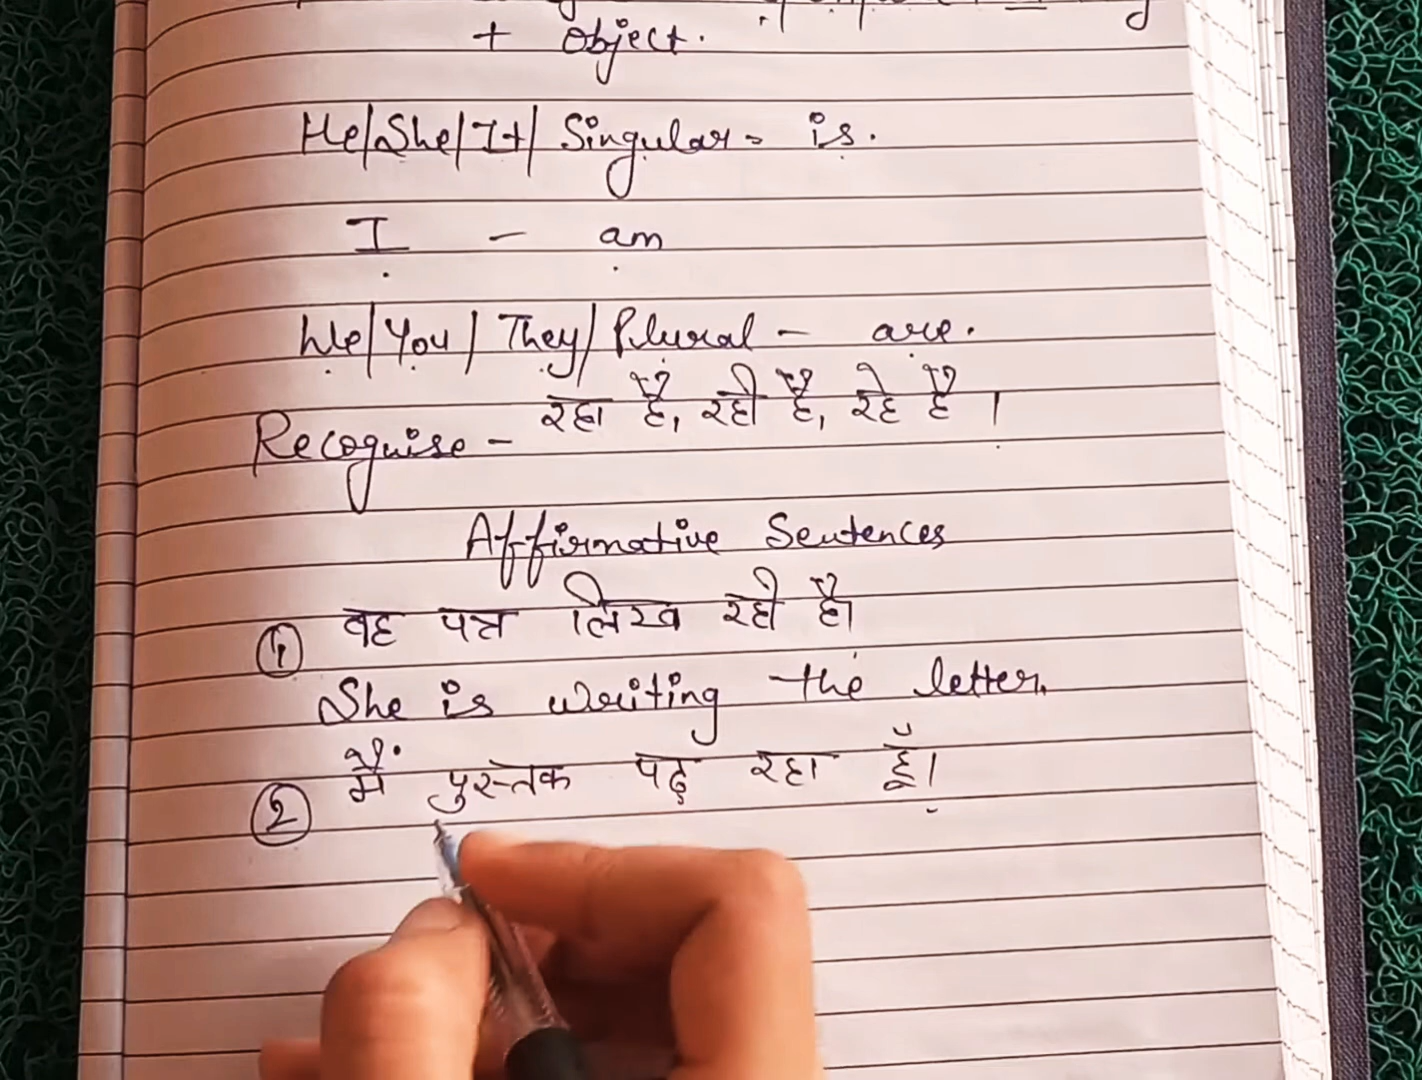 + object.
He/She/It/ Singular - is.
I - am
We/You/They/Plural - are.
Recognise - रहा है, रही है, रहे हैं।
Affirmative Sentences
① वह पत्र लिख रही है।
She is writing the letter.
② मैं पुस्तक पढ़ रहा हूँ।